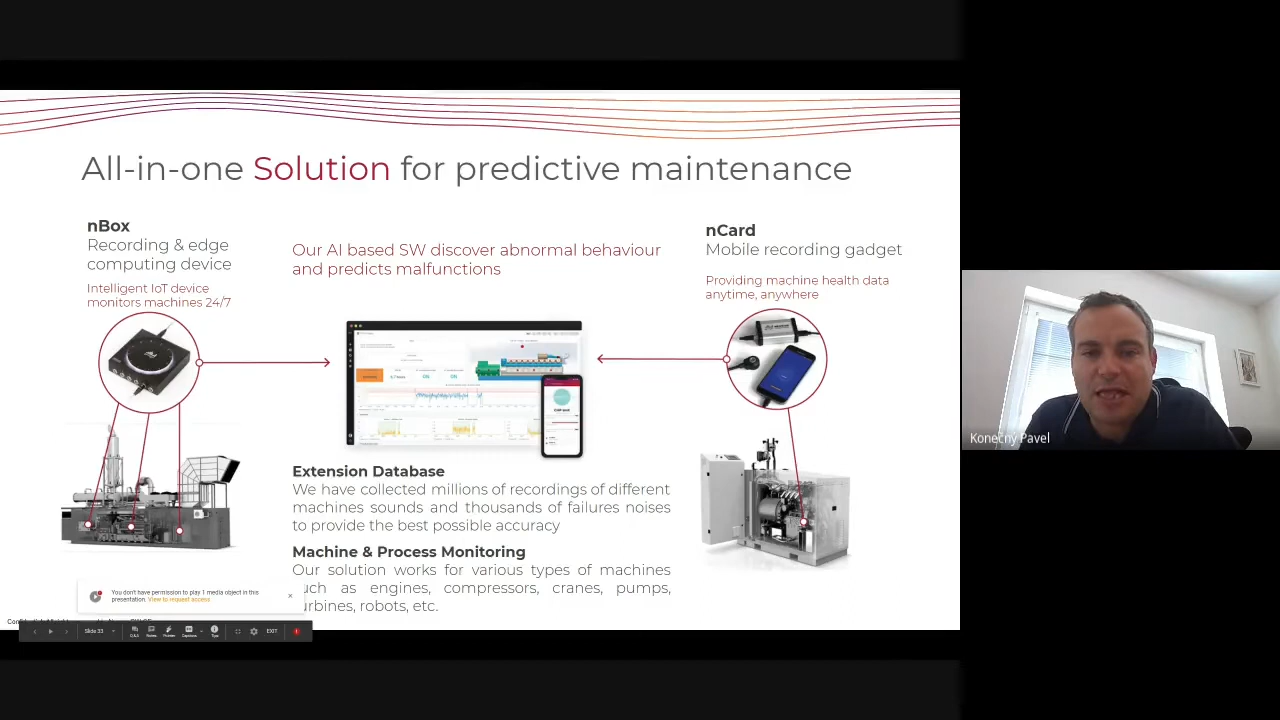 All-in-one Solution for predictive maintenance
nBox
Recording & edge
computing device
Intelligent IoT device
monitors machines 24/7
Our AI based SW discover abnormal behaviour
and predicts malfunctions
nCard
Mobile recording gadget
Providing machine health data
anytime, anywhere
Extension Database
We have collected millions of recordings of different
machines sounds and thousands of failures noises
to provide the best possible accuracy
Machine & Process Monitoring
Our solution works for various types of machines
such as engines, compressors, cranes, pumps,
turbines, robots, etc.
You don't have permission to play 1 media object in this
presentation. View to request access
Slide 33
Q&A
Notes
Pointer
Captions
Tips
EXIT
Konečný Pavel